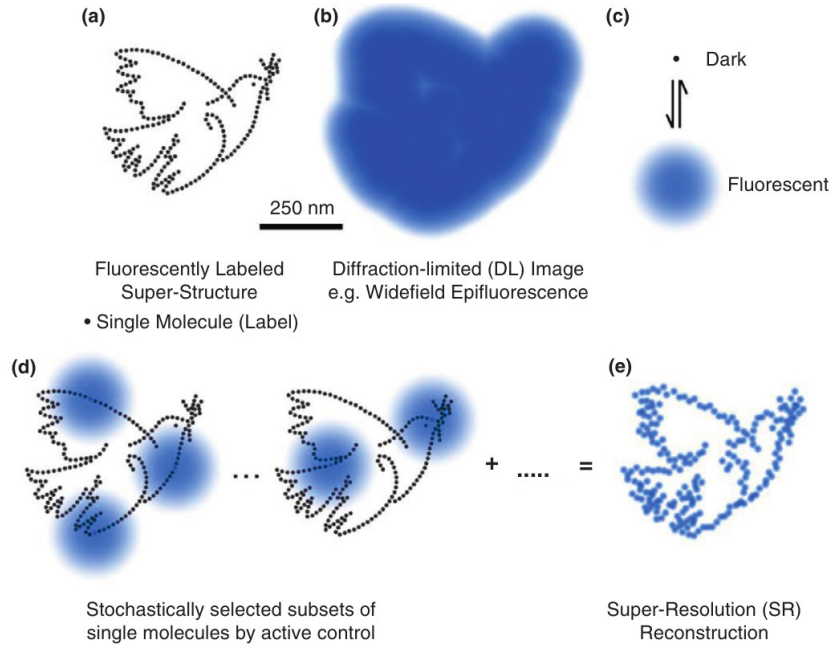 (a)
(b)
(c)
Dark
Fluorescent
250 nm
Fluorescently Labeled
Super-Structure
• Single Molecule (Label)
Diffraction-limited (DL) Image
e.g. Widefield Epifluorescence
(d)
(e)
... + ..... =
Stochastically selected subsets of
single molecules by active control
Super-Resolution (SR)
Reconstruction